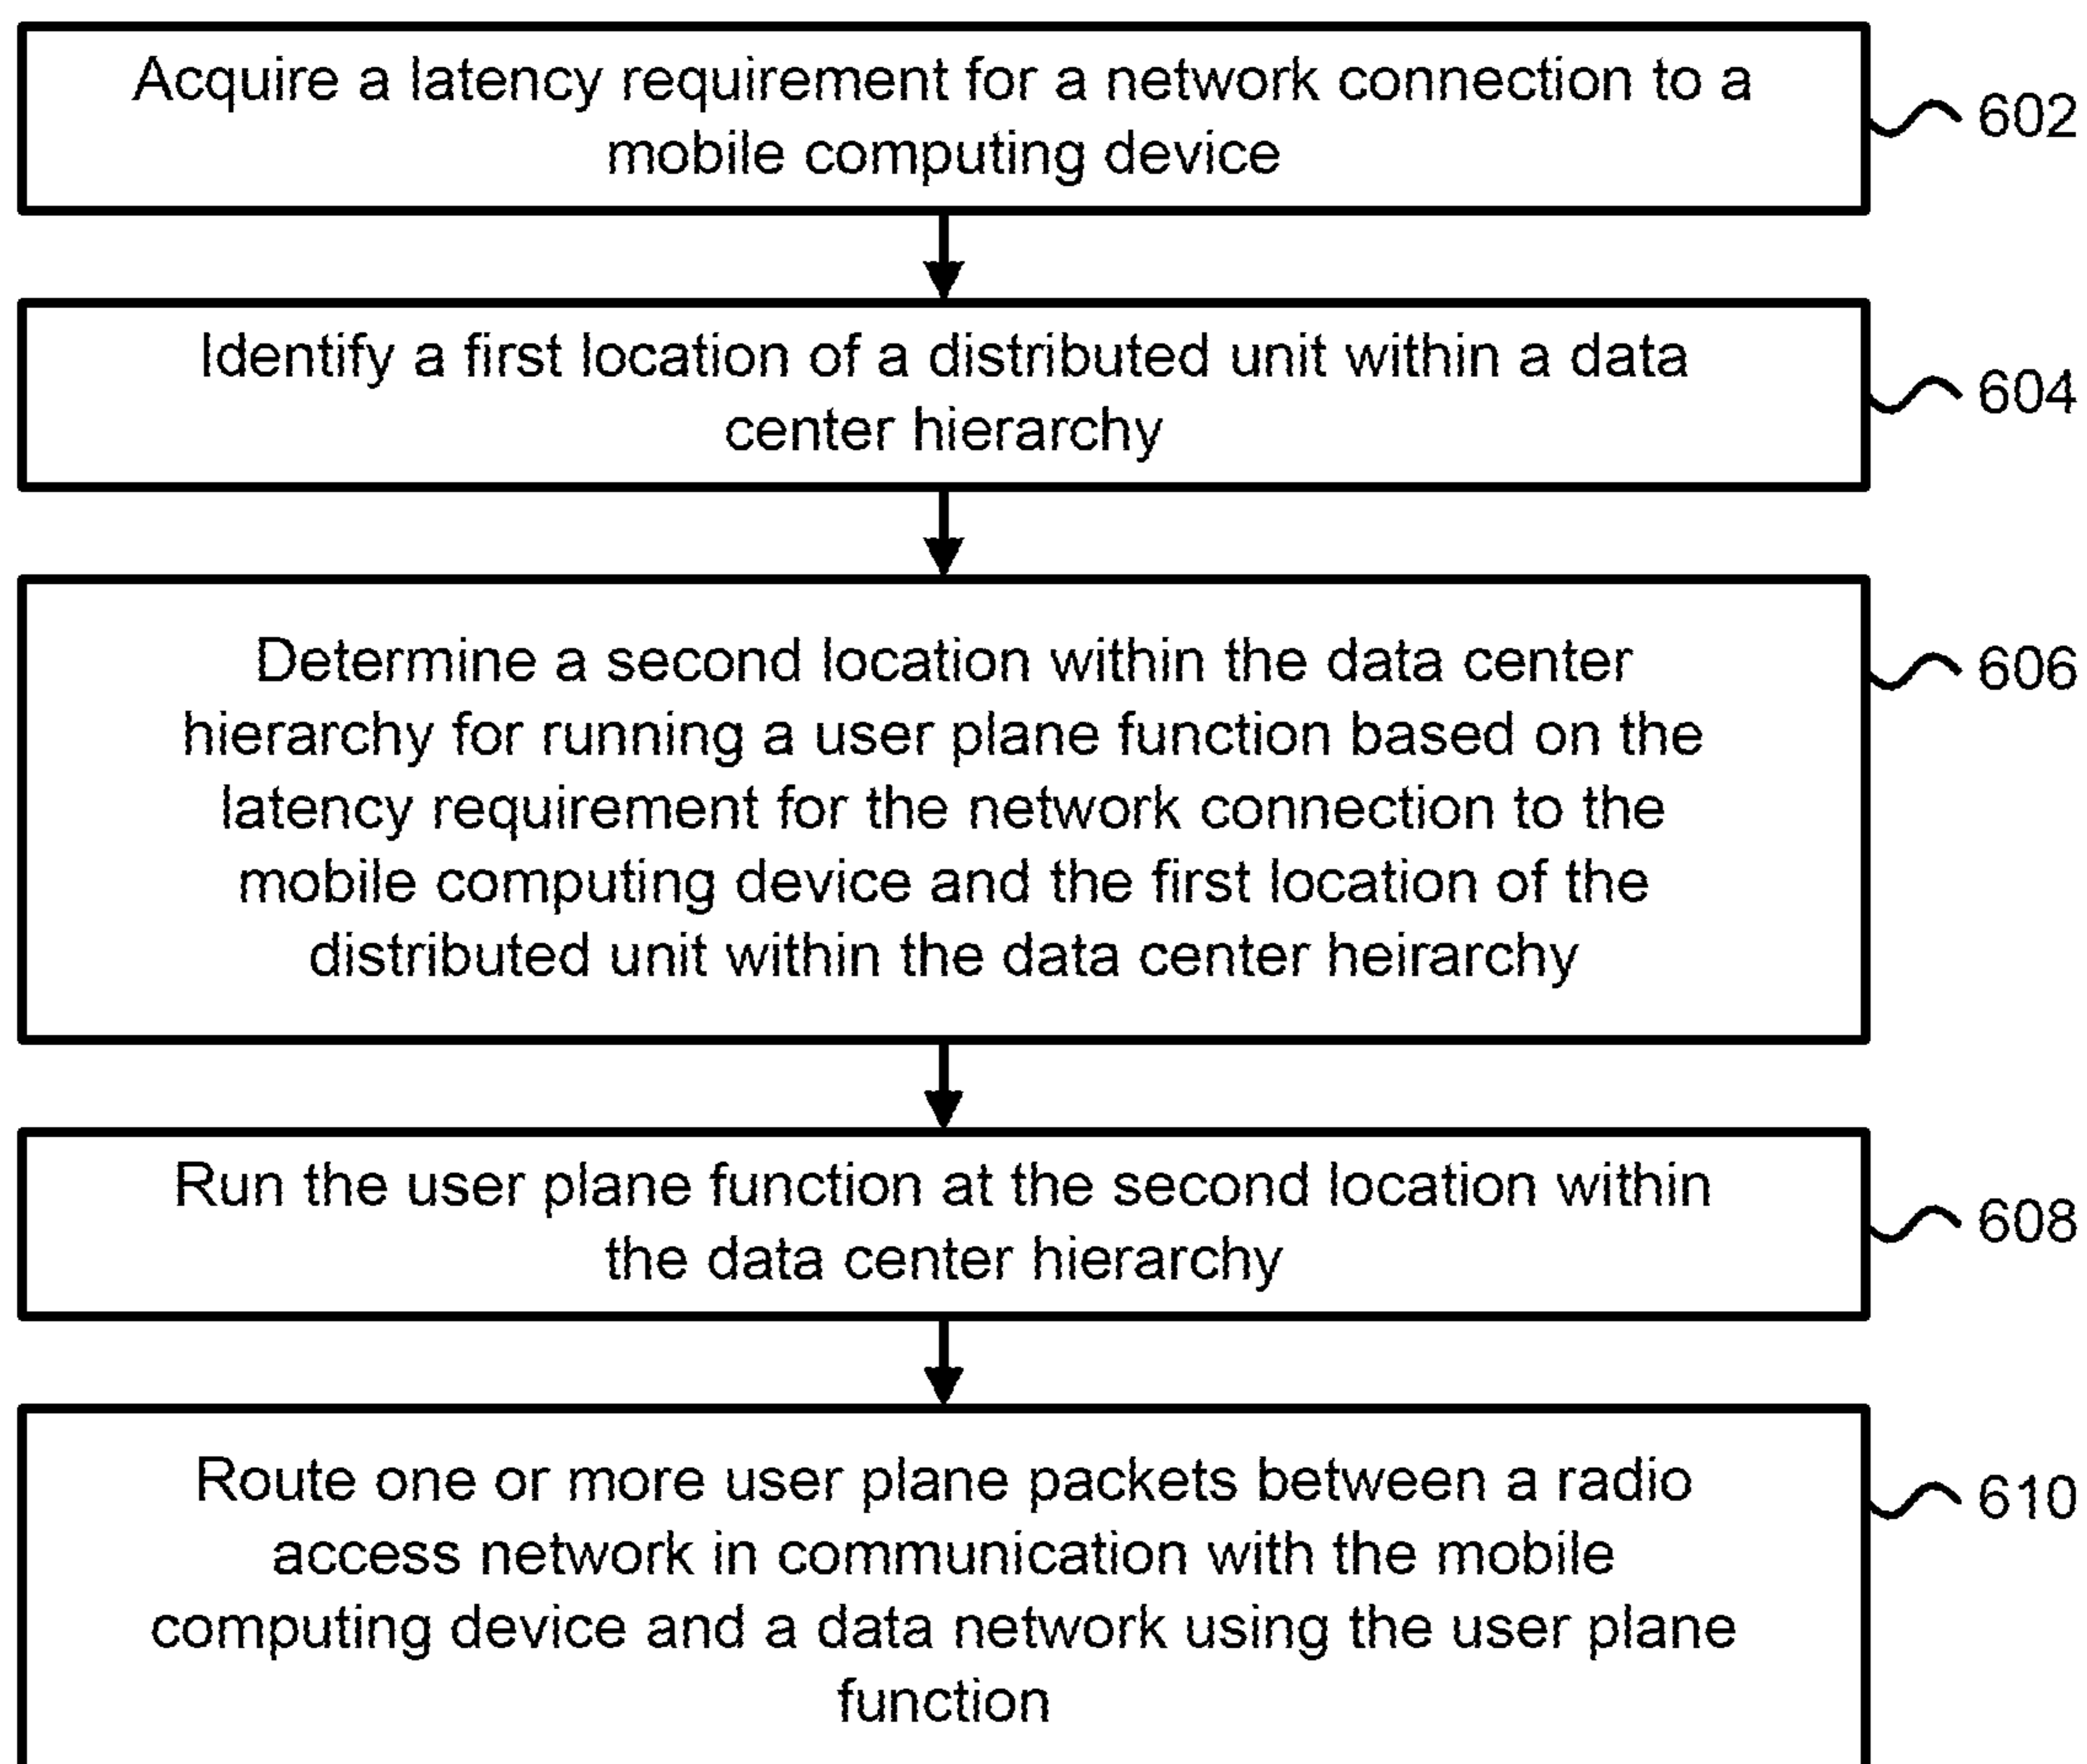 Acquire a latency requirement for a network connection to a
mobile computing device
602
Identify a first location of a distributed unit within a data
center hierarchy
604
Determine a second location within the data center
hierarchy for running a user plane function based on the
latency requirement for the network connection to the
mobile computing device and the first location of the
distributed unit within the data center heirarchy
606
Run the user plane function at the second location within
the data center hierarchy
608
Route one or more user plane packets between a radio
access network in communication with the mobile
computing device and a data network using the user plane
function
610